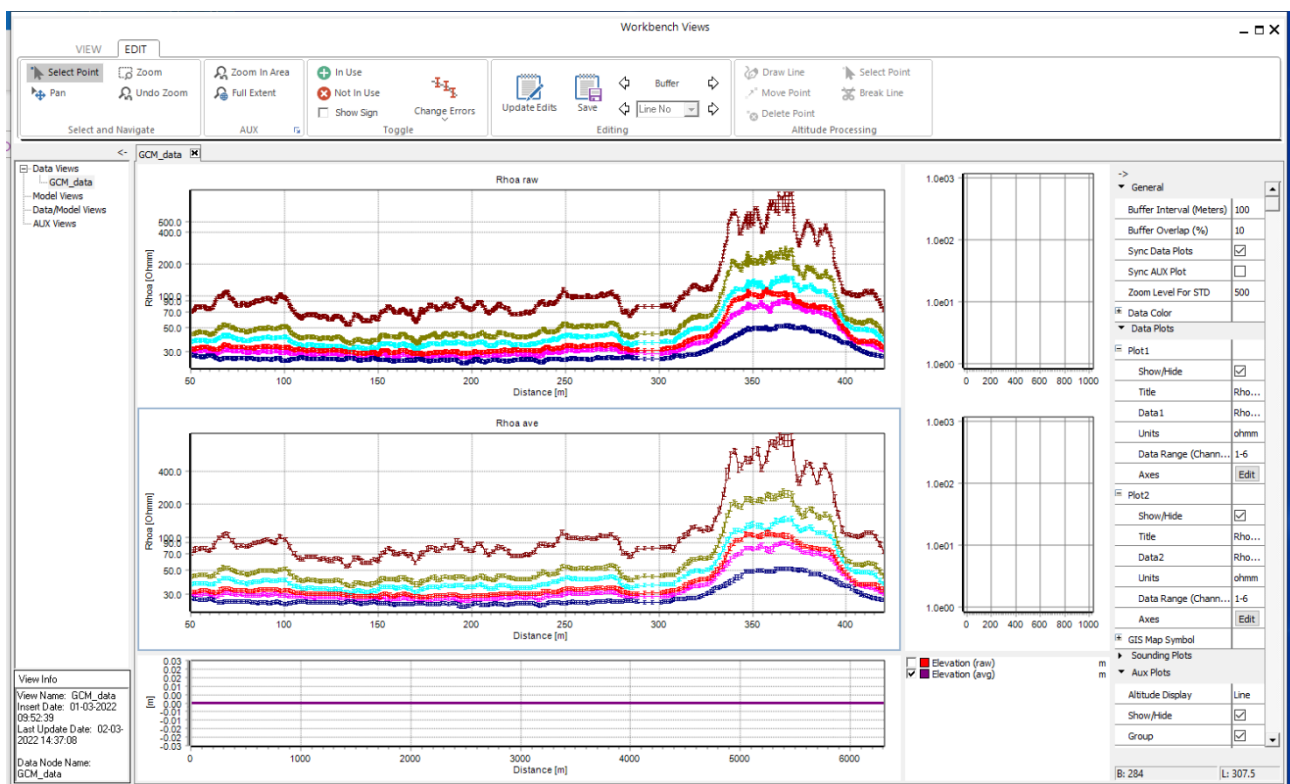 Workbench Views
VIEW EDIT
Select Point Zoom Zoom In Area In Use Draw Line Select Point
Pan Undo Zoom Full Extent Not In Use Buffer Move Point Break Line
Show Sign Change Errors Update Edits Save Line No Delete Point
Select and Navigate AUX Toggle Editing Altitude Processing
<- GCM_data
Data Views
GCM_data
Model Views
Data/Model Views
AUX Views
Rhoa raw
Rhoa [Ohmm]
500.0
400.0
200.0
100.0
70.0
50.0
30.0
50 100 150 200 250 300 350 400
Distance [m]
1.0e03
1.0e02
1.0e01
1.0e00
0 200 400 600 800 1000
Rhoa ave
Rhoa [Ohmm]
400.0
200.0
100.0
70.0
50.0
30.0
50 100 150 200 250 300 350 400
Distance [m]
1.0e03
1.0e02
1.0e01
1.0e00
0 200 400 600 800 1000
[m]
0.03
0.02
0.02
0.01
0.00
0.00
-0.00
-0.01
-0.02
-0.02
-0.03
0 1000 2000 3000 4000 5000 6000
Distance [m]
Elevation (raw) m
Elevation (avg) m
->
General
Buffer Interval (Meters) 100
Buffer Overlap (%) 10
Sync Data Plots
Sync AUX Plot
Zoom Level For STD 500
Data Color
Data Plots
Plot1
Show/Hide
Title Rho...
Data1 Rho...
Units ohmm
Data Range (Chann... 1-6
Axes Edit
Plot2
Show/Hide
Title Rho...
Data2 Rho...
Units ohmm
Data Range (Chann... 1-6
Axes Edit
GIS Map Symbol
Sounding Plots
Aux Plots
Altitude Display Line
Show/Hide
Group
View Info
View Name: GCM_data
Insert Date: 01-03-2022
09:52:39
Last Update Date: 02-03-
2022 14:37:08
Data Node Name:
GCM_data
B: 284 L: 307.5